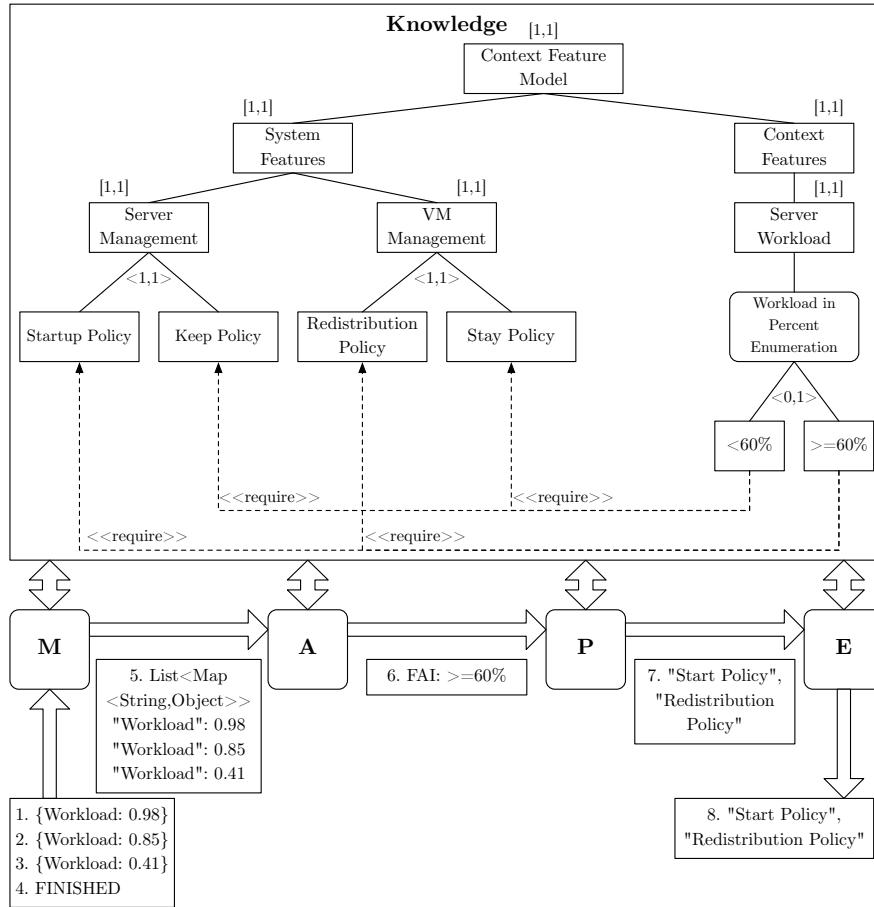 Knowledge
[1,1]
Context Feature
Model
[1,1]
[1,1]
System
Features
Context
Features
[1,1]
[1,1]
[1,1]
Server
Management
VM
Management
Server
Workload
<1,1>
<1,1>
Workload in
Percent
Enumeration
Startup Policy
Keep Policy
Redistribution
Policy
Stay Policy
<0,1>
<60%
>=60%
<<require>>
<<require>>
<<require>>
<<require>>
M
A
P
E
5. List<Map
<String,Object>>
"Workload": 0.98
"Workload": 0.85
"Workload": 0.41
6. FAI: >=60%
7. "Start Policy",
"Redistribution
Policy"
1. {Workload: 0.98}
2. {Workload: 0.85}
3. {Workload: 0.41}
4. FINISHED
8. "Start Policy",
"Redistribution Policy"